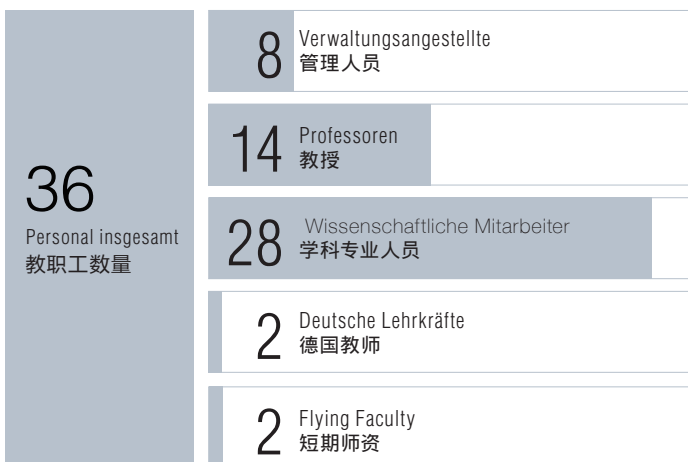 36
Personal insgesamt
教职工数量
8
Verwaltungsangestellte
管理人员
14
Professoren
教授
28
Wissenschaftliche Mitarbeiter
学科专业人员
2
Deutsche Lehrkräfte
德国教师
2
Flying Faculty
短期师资